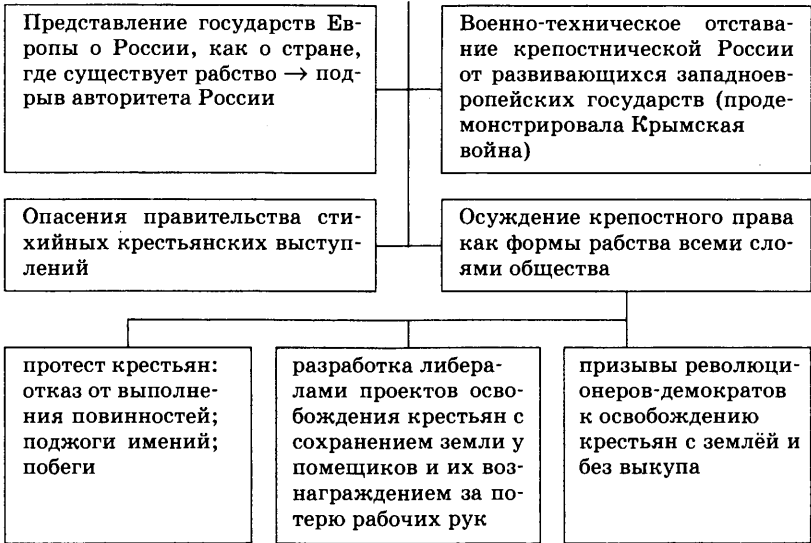 Представление государств Ев-
ропы о России, как о стране,
где существует рабство → под-
рыв авторитета России
Военно-техническое отстава-
ние крепостнической России
от развивающихся западноев-
ропейских государств (проде-
монстрировала Крымская
война)
Опасения правительства сти-
хийных крестьянских выступ-
лений
Осуждение крепостного права
как формы рабства всеми сло-
ями общества
протест крестьян:
отказ от выполне-
ния повинностей;
поджоги имений;
побеги
разработка либера-
лами проектов осво-
бождения крестьян с
сохранением земли у
помещиков и их воз-
награждением за по-
терю рабочих рук
призывы революци-
онеров-демократов
к освобождению
крестьян с землёй и
без выкупа